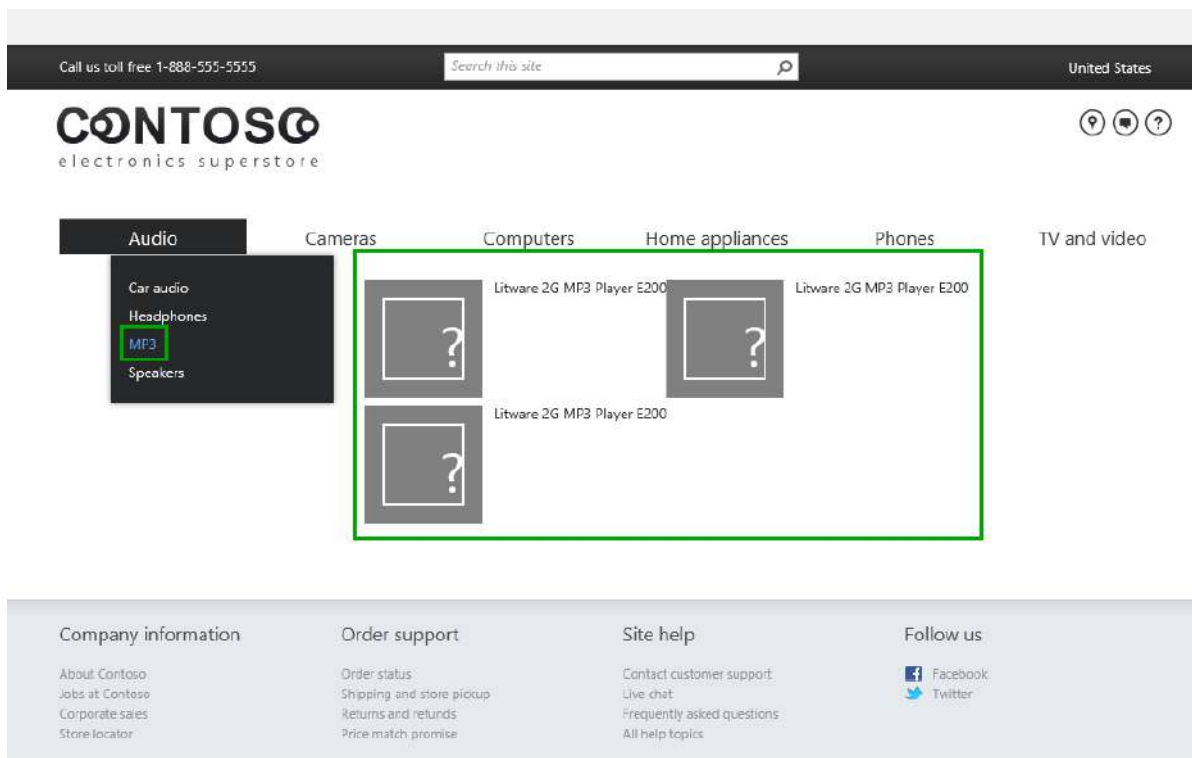 Call us toll free 1-888-555-5555
Search this site
United States
CONTOSO
electronics superstore
?
Audio
Cameras
Computers
Home appliances
Phones
TV and video
Car audio
Headphones
MP3
Speakers
?
Litware 2G MP3 Player E200
?
Litware 2G MP3 Player E200
?
Litware 2G MP3 Player E200
Company information
About Contoso
Jobs at Contoso
Corporate sales
Store locator
Order support
Order status
Shipping and store pickup
Returns and refunds
Price match promise
Site help
Contact customer support
Live chat
Frequently asked questions
All help topics
Follow us
Facebook
Twitter